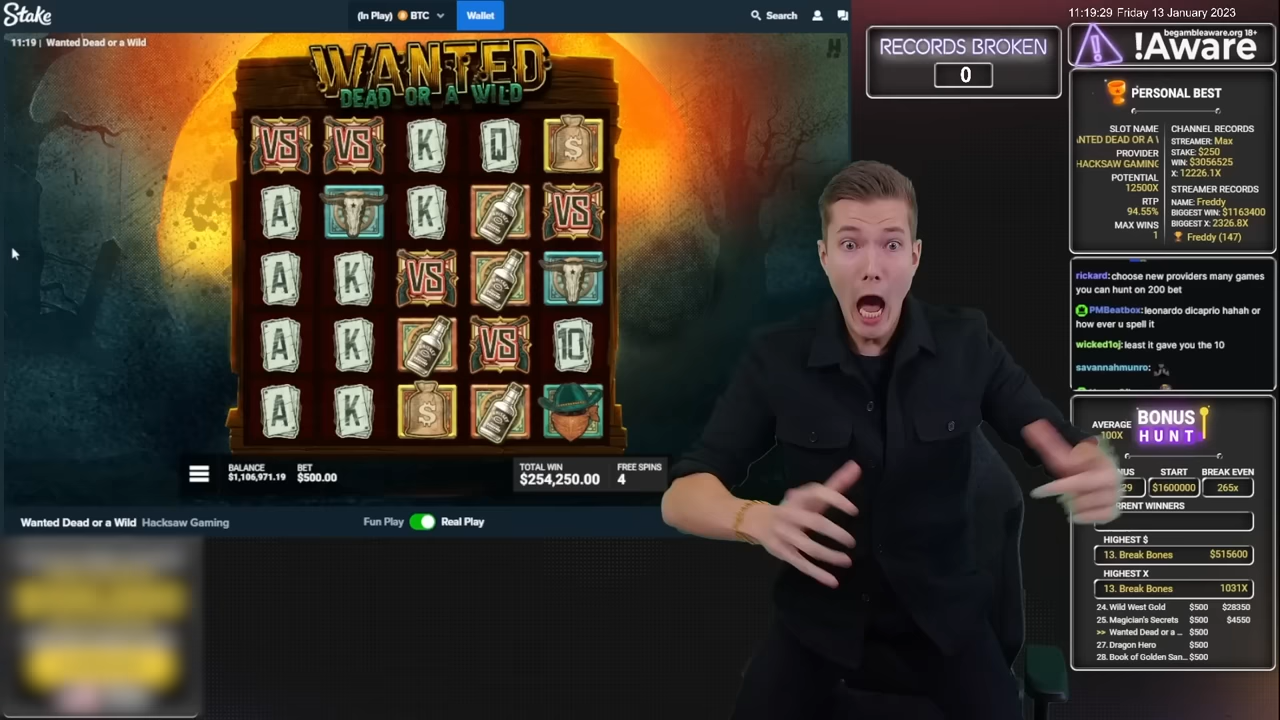 Stake
(In Play) BTC
Wallet
Search
11:19 | Wanted Dead or a Wild
WANTED
DEAD OR A WILD
VS VS K Q $
A K VS
A K VS
A K VS 10
A K $
BALANCE
$1,106,971.19
BET
$500.00
TOTAL WIN
$254,250.00
FREE SPINS
4
Wanted Dead or a Wild Hacksaw Gaming
Fun Play Real Play
RECORDS BROKEN
0
11:19:29 Friday 13 January 2023
begambleaware.org 18+
!Aware
PERSONAL BEST
SLOT NAME
ANTED DEAD OR A
PROVIDER
HACKSAW GAMING
POTENTIAL
12500X
RTP
94.55%
MAX WINS
1
CHANNEL RECORDS
STREAMER: Max
STAKE: $250
WIN: $3056525
X: 12226.1X
STREAMER RECORDS
NAME: Freddy
BIGGEST WIN: $1163400
BIGGEST X: 2326.8X
Freddy (147)
rickard: choose new providers many games
you can hunt on 200 bet
PMBeatbox: leonardo dicaprio hahah or
how ever u spell it
wicked1oj: least it gave you the 10
savannahmunro:
AVERAGE
100X
BONUS
HUNT
NUS
29
START
$1600000
BREAK EVEN
265x
RRENT WINNERS
HIGHEST $
13. Break Bones $515600
HIGHEST X
13. Break Bones 1031X
24. Wild West Gold $500 $28350
25. Magician's Secrets $500 $4550
>> Wanted Dead or a ... $500
27. Dragon Hero $500
28. Book of Golden San... $500